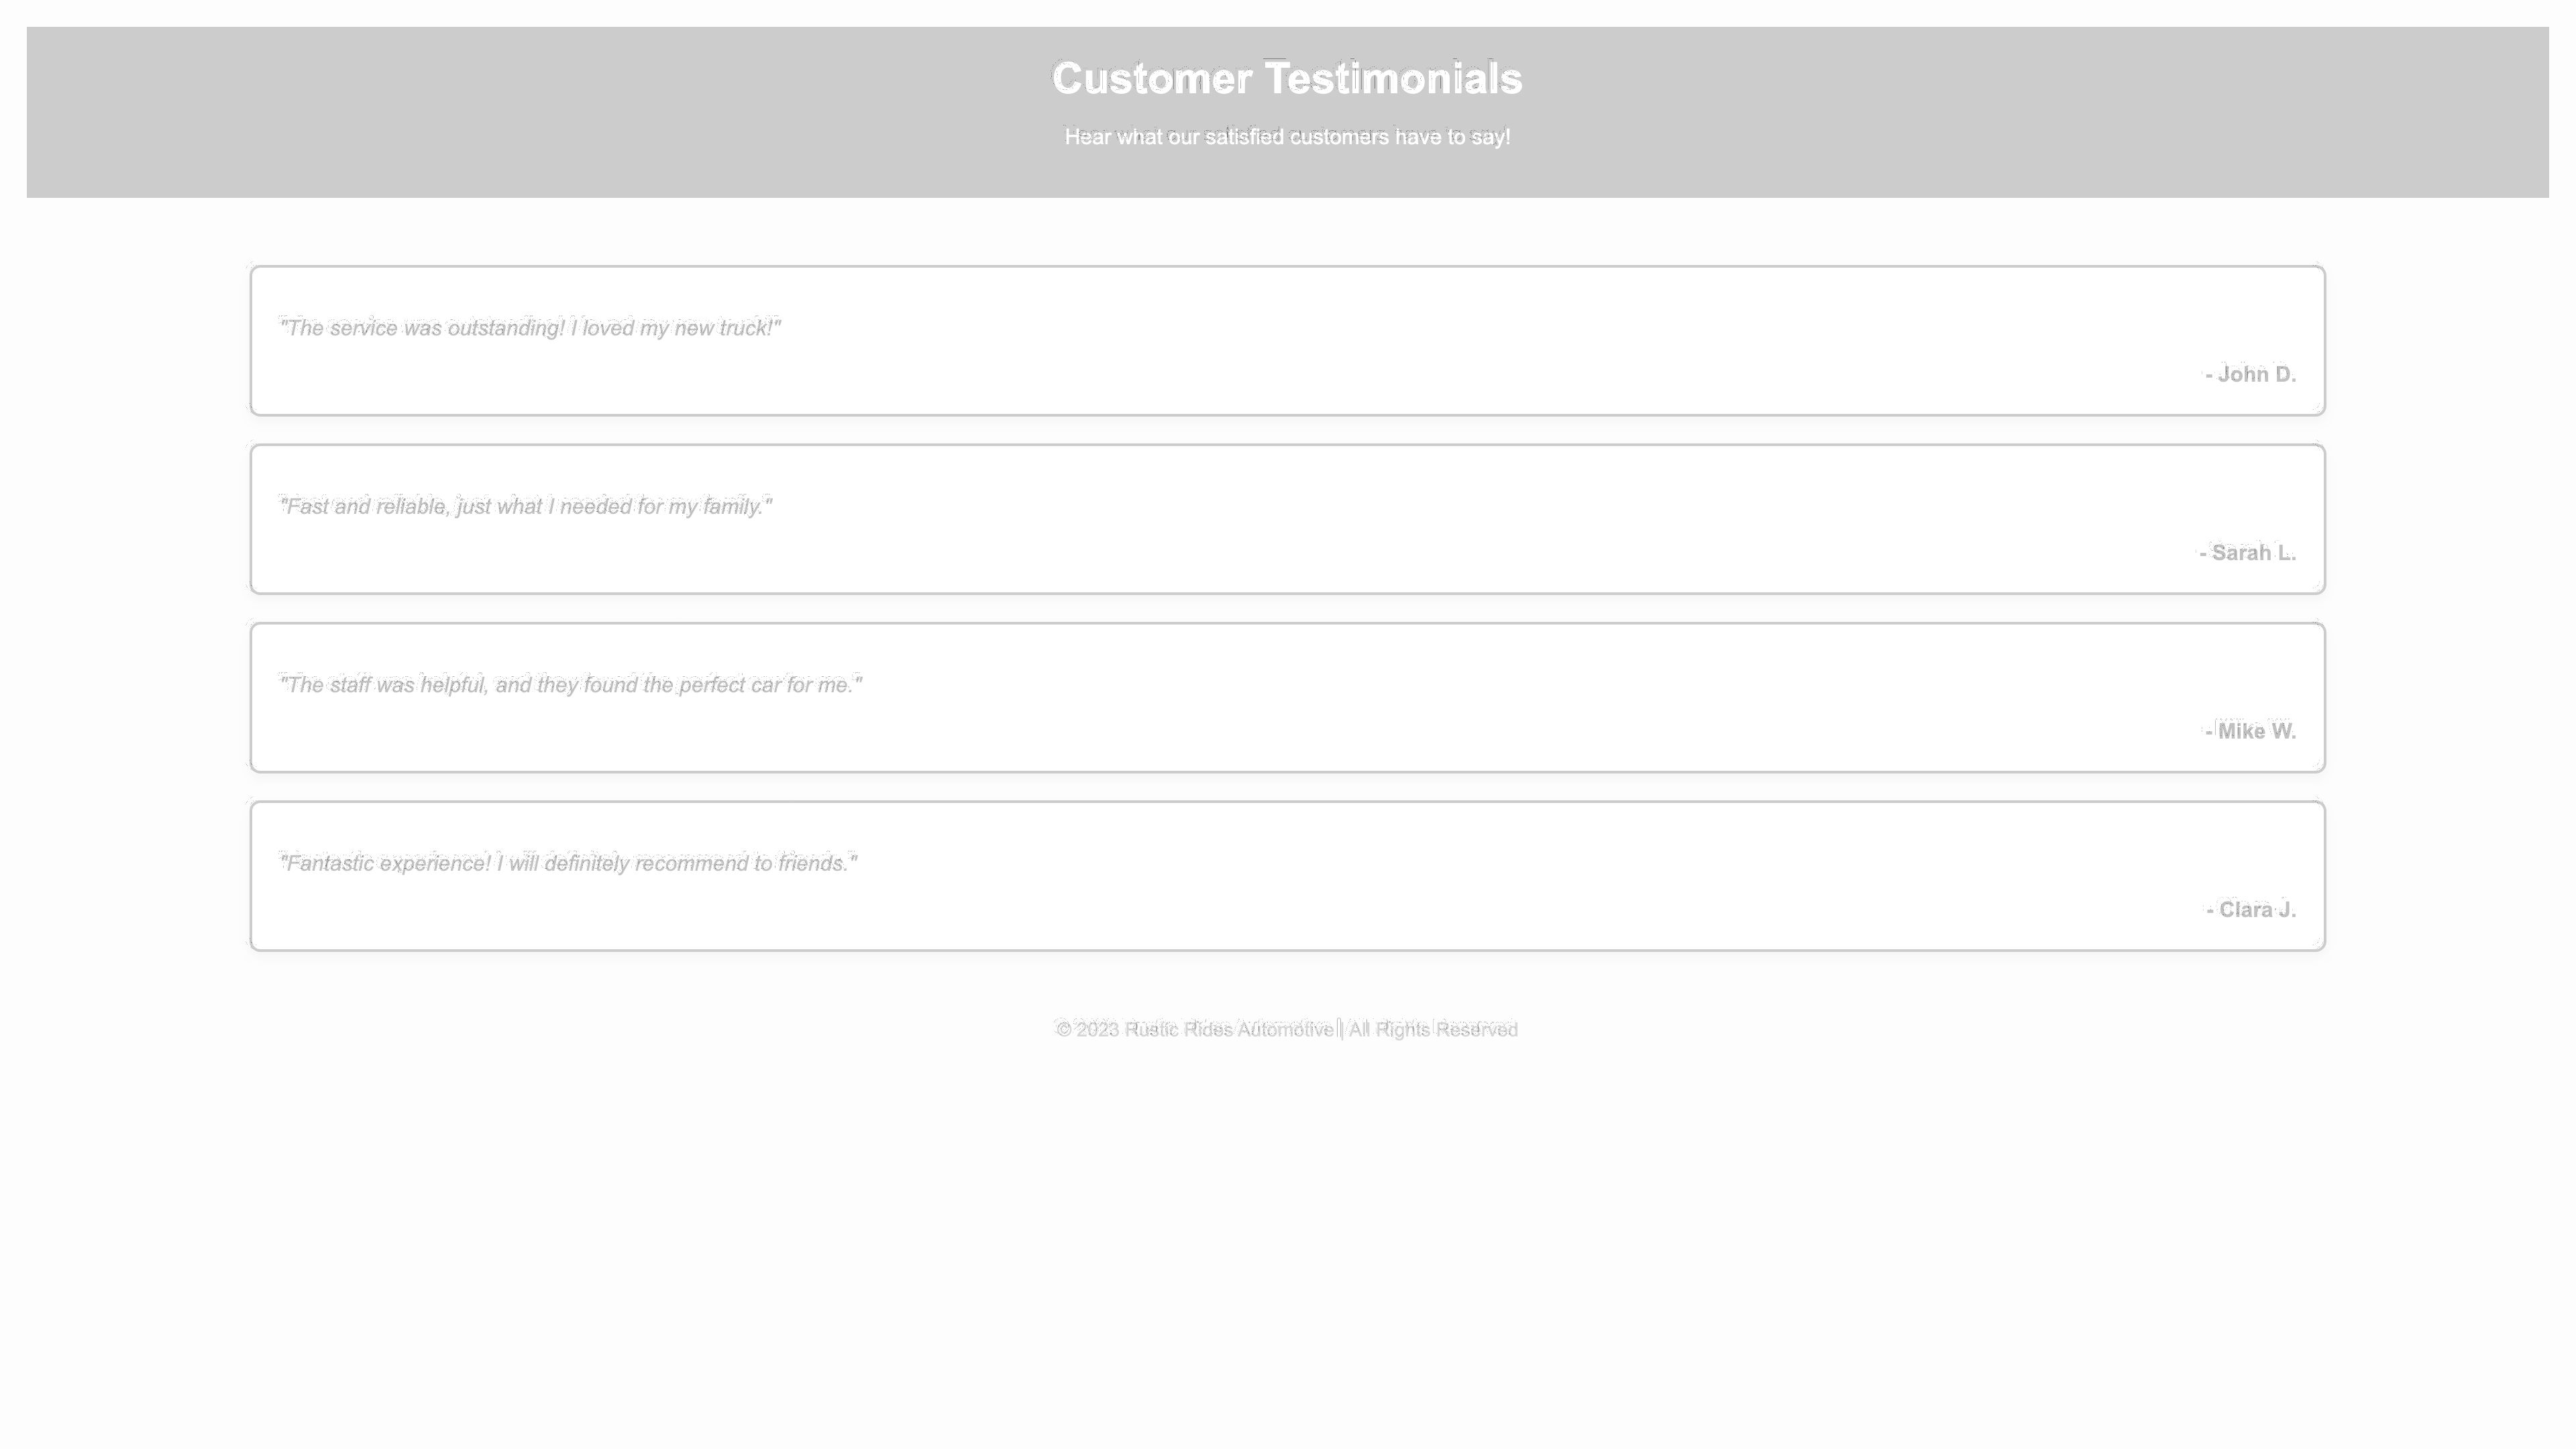 Customer Testimonials
Hear what our satisfied customers have to say!
"The service was outstanding! I loved my new truck!"
- John D.
"Fast and reliable, just what I needed for my family."
- Sarah L.
"The staff was helpful, and they found the perfect car for me."
- Mike W.
"Fantastic experience! I will definitely recommend to friends."
- Clara J.
© 2023 Rustic Rides Automotive | All Rights Reserved